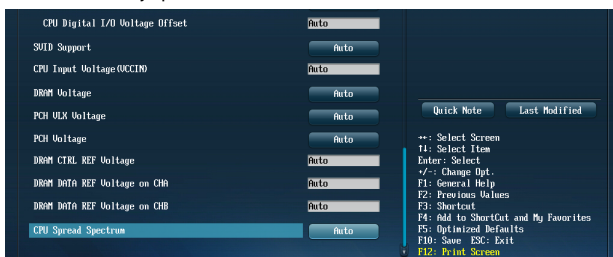 CPU Digital I/O Voltage Offset Auto
SVID Support Auto
CPU Input Voltage(VCCIN) Auto
DRAM Voltage Auto
PCH VLX Voltage Auto
PCH Voltage Auto
DRAM CTRL REF Voltage Auto
DRAM DATA REF Voltage on CHA Auto
DRAM DATA REF Voltage on CHB Auto
CPU Spread Spectrum Auto
Quick Note Last Modified
→←: Select Screen
↑↓: Select Item
Enter: Select
+/-: Change Opt.
F1: General Help
F2: Previous Values
F3: Shortcut
F4: Add to ShortCut and My Favorites
F5: Optimized Defaults
F10: Save ESC: Exit
F12: Print Screen